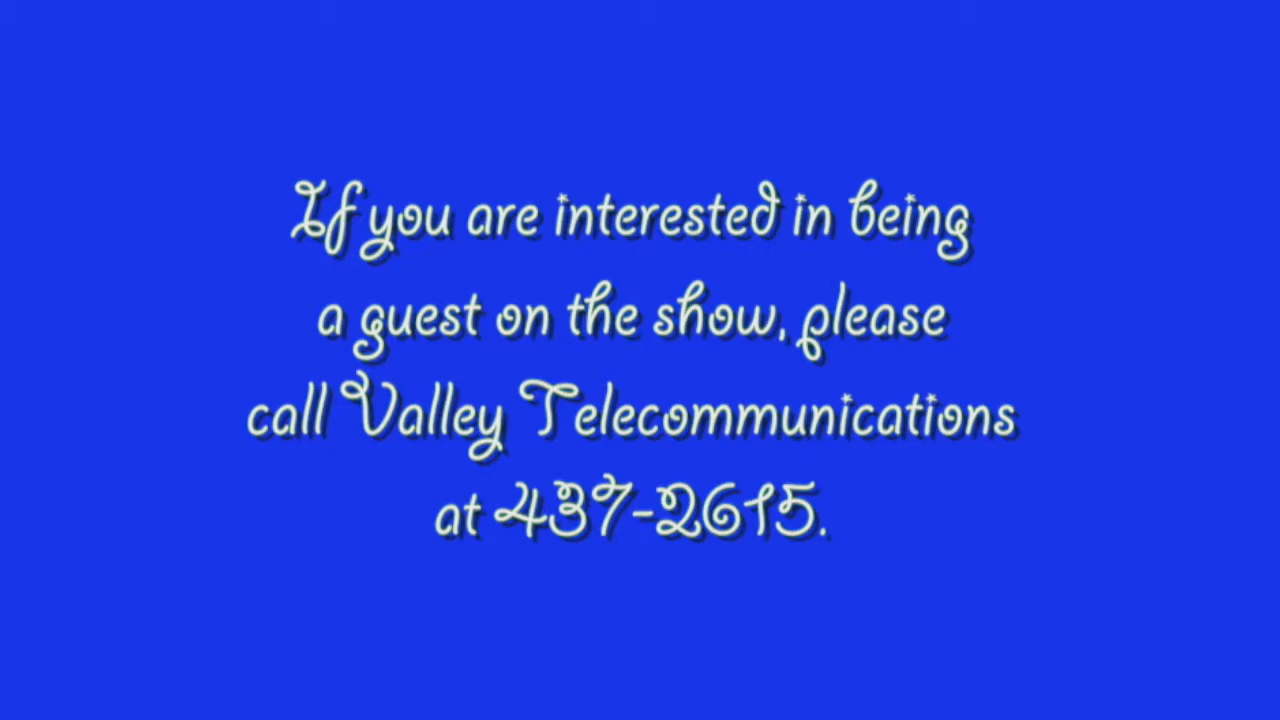 If you are interested in being
a guest on the show, please
call Valley Telecommunications
at 437-2615.